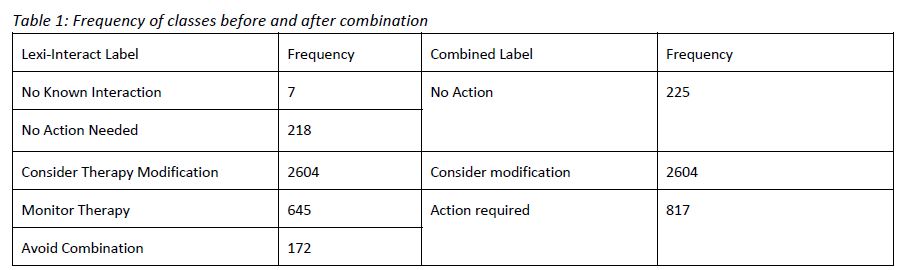 Table 1: Frequency of classes before and after combination
Lexi-Interact Label Frequency Combined Label Frequency
No Known Interaction 7 No Action 225
No Action Needed 218
Consider Therapy Modification 2604 Consider modification 2604
Monitor Therapy 645 Action required 817
Avoid Combination 172